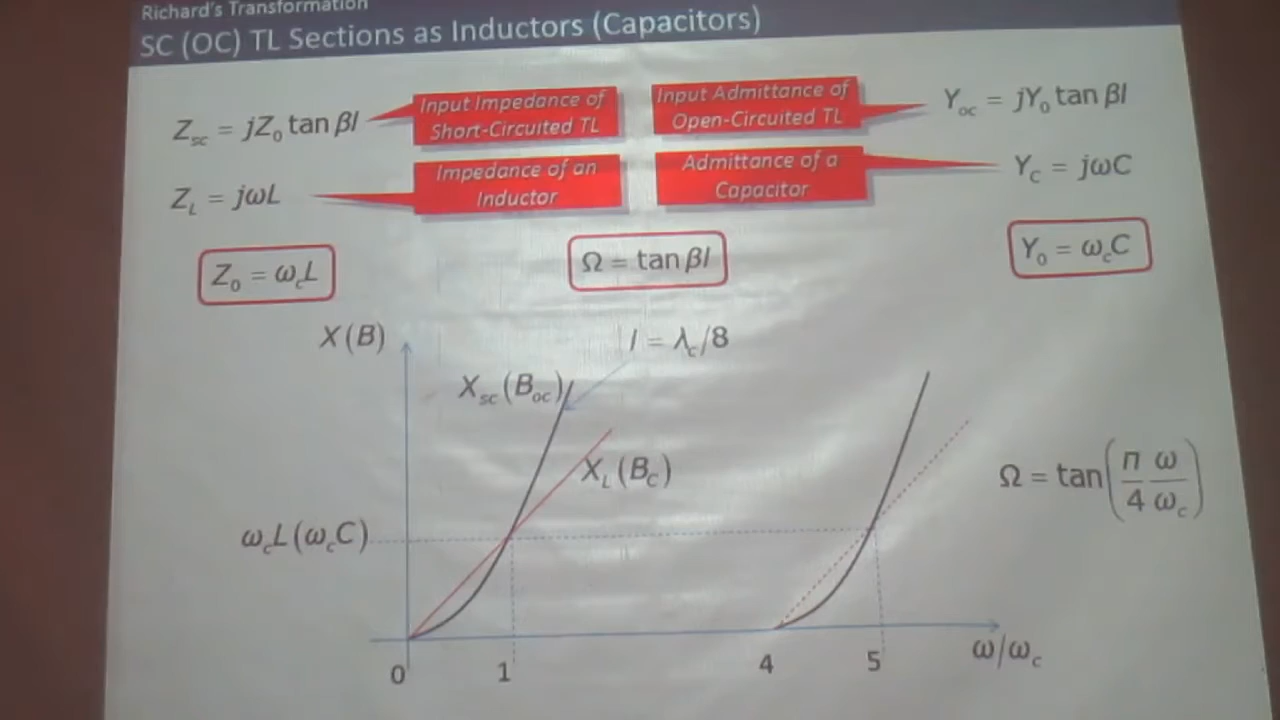 Richard's Transformation
SC (OC) TL Sections as Inductors (Capacitors)
Z_sc = jZ_0 tan βl
Input Impedance of
Short-Circuited TL
Input Admittance of
Open-Circuited TL
Y_oc = jY_0 tan βl
Z_L = jωL
Impedance of an
Inductor
Admittance of a
Capacitor
Y_C = jωC
Z_0 = ω_cL
Ω = tan βl
Y_0 = ω_cC
X (B)
l = λ_c/8
X_sc (B_oc)
X_L (B_C)
Ω = tan(π/4 ω/ω_c)
ω_cL (ω_cC)
0
1
4
5
ω/ω_c